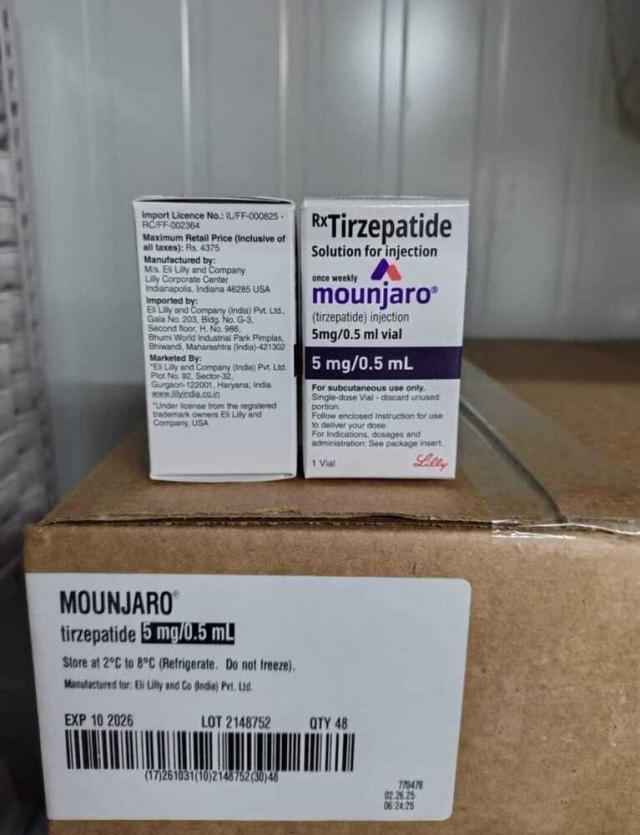 Import Licence No.: IL/FF-000825 -
RC/FF-002364
Maximum Retail Price (Inclusive of
all taxes): Rs. 4375
Manufactured by:
M/s. Eli Lilly and Company
Lilly Corporate Center
Indianapolis, Indiana 46285 USA
Imported by:
Eli Lilly and Company (India) Pvt. Ltd.,
Gala No. 203, Bldg. No. G-3,
Second floor, H. No. 986,
Bhumi World Industrial Park Pimplas,
Bhiwandi, Maharashtra (India)-421302
Marketed By:
*Eli Lilly and Company (India) Pvt. Ltd.
Plot No. 92, Sector-32,
Gurgaon-122001, Haryana, India
www.lillyindia.co.in
*Under license from the registered
trademark owners Eli Lilly and
Company, USA
Rx Tirzepatide
Solution for injection
once weekly
mounjaro®
(tirzepatide) injection
5mg/0.5 ml vial
5 mg/0.5 mL
For subcutaneous use only.
Single-dose Vial - discard unused
portion.
Follow enclosed Instruction for use
to deliver your dose.
For Indications, dosages and
administration: See package insert.
1 Vial
Lilly
MOUNJARO®
tirzepatide 5 mg/0.5 mL
Store at 2°C to 8°C (Refrigerate. Do not freeze).
Manufactured for: Eli Lilly and Co (India) Pvt. Ltd.
EXP 10 2026 LOT 2148752 QTY 48
(17)261031(10)2148752(30)48
770478
02.26.25
06:24:25